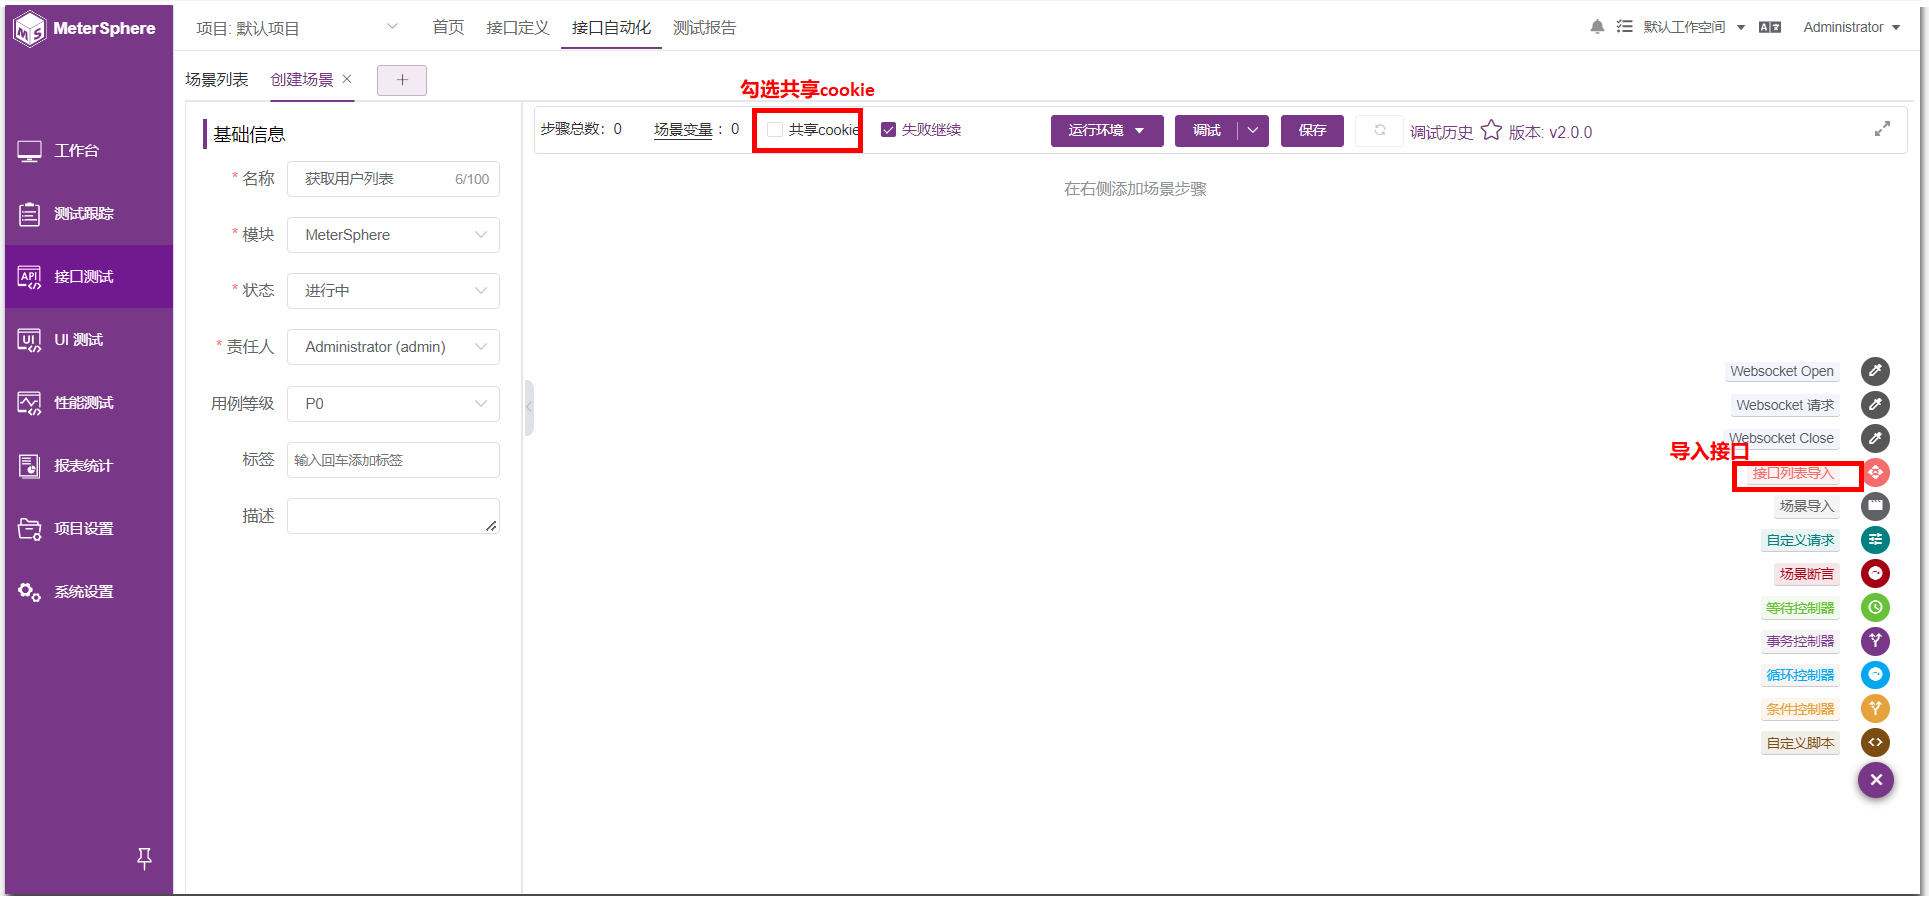 MeterSphere
项目: 默认项目
首页
接口定义
接口自动化
测试报告
默认工作空间
Administrator
场景列表
创建场景
工作台
测试跟踪
API
接口测试
UI
UI 测试
性能测试
报表统计
项目设置
系统设置
基础信息
* 名称
获取用户列表
6/100
* 模块
MeterSphere
* 状态
进行中
* 责任人
Administrator (admin)
用例等级
P0
标签
输入回车添加标签
描述
勾选共享cookie
步骤总数：0
场景变量 ：0
共享cookie
失败继续
运行环境
调试
保存
调试历史
版本: v2.0.0
在右侧添加场景步骤
Websocket Open
Websocket 请求
Websocket Close
导入接口
接口列表导入
场景导入
自定义请求
场景断言
等待控制器
事务控制器
循环控制器
条件控制器
自定义脚本